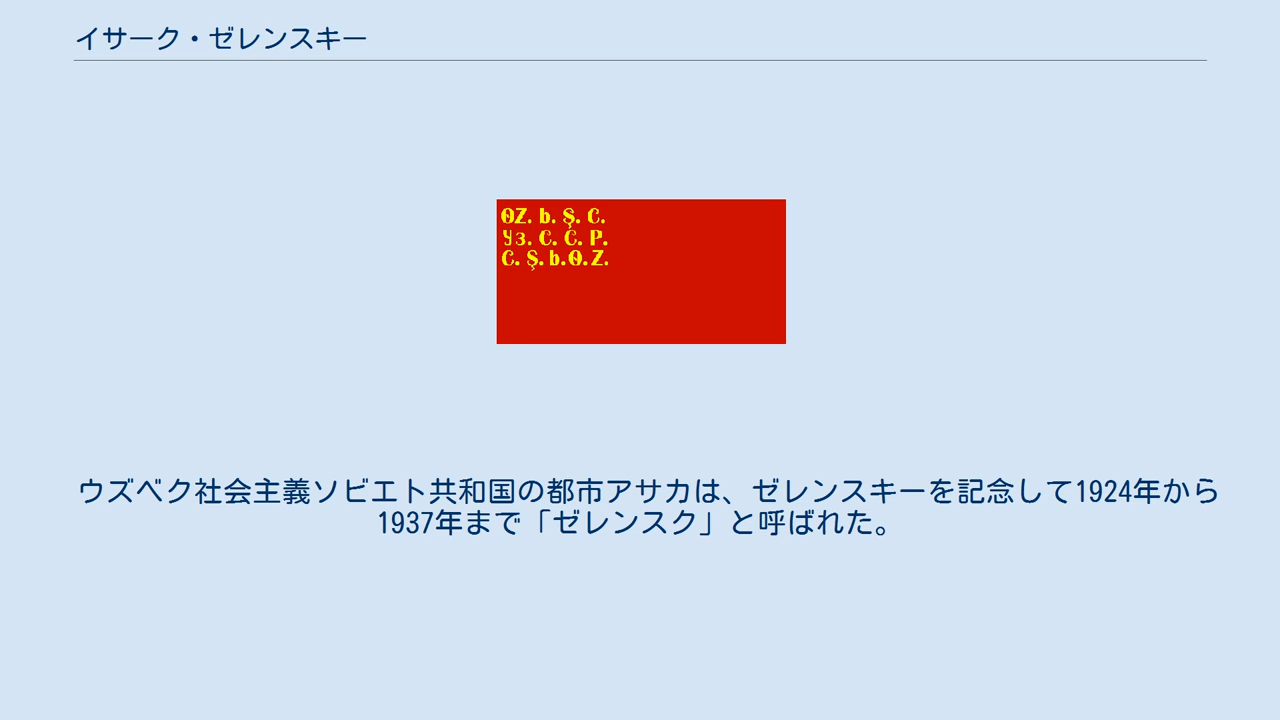 イサーク・ゼレンスキー
ѲZ. b. Ş. C.
Уз. С. С. Р.
C. Ş. b. Ѳ. Z.
ウズベク社会主義ソビエト共和国の都市アサカは、ゼレンスキーを記念して1924年から
1937年まで「ゼレンスク」と呼ばれた。